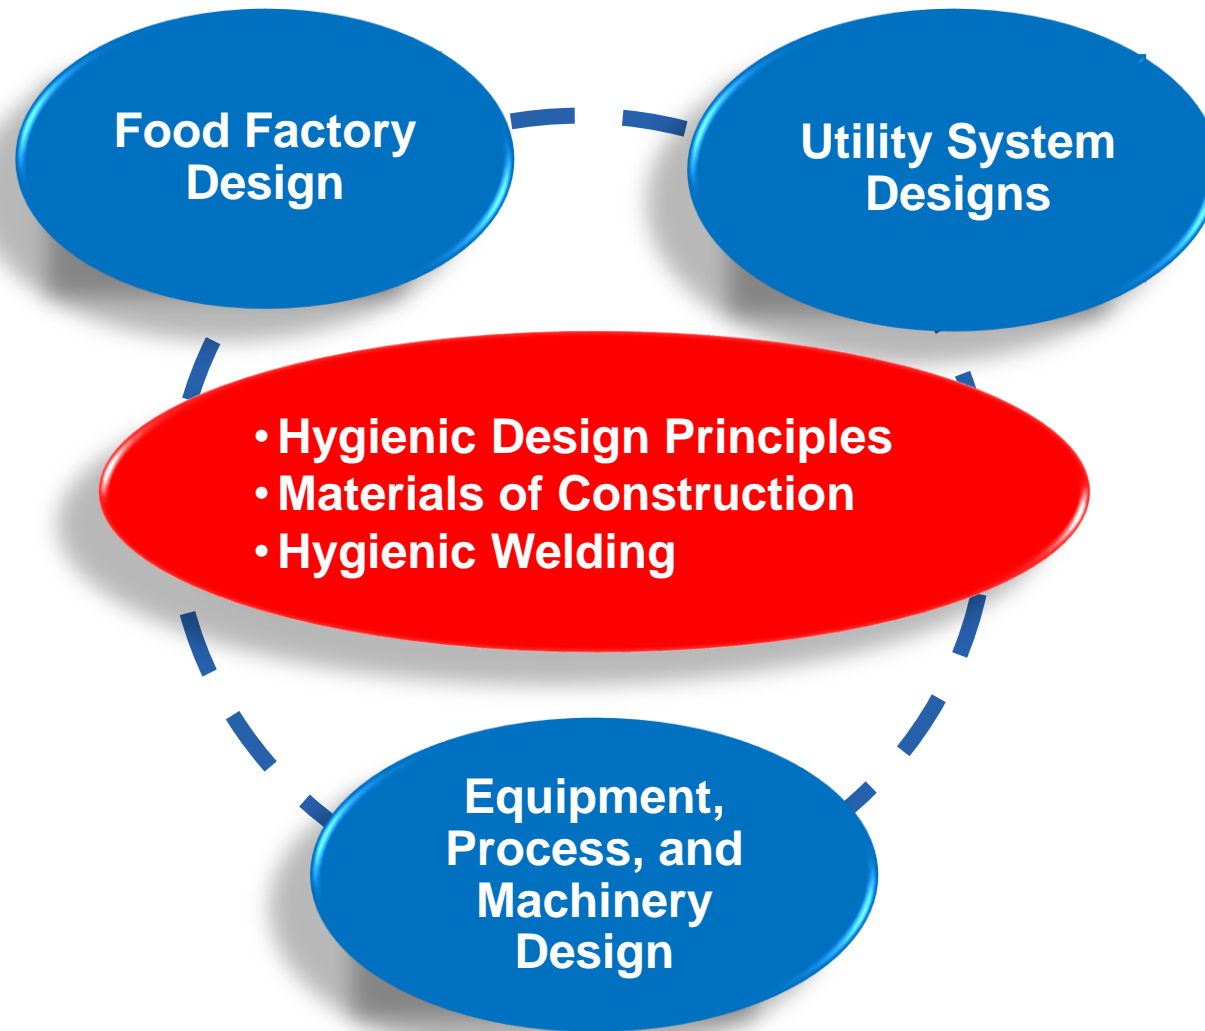 Food Factory
Design
Utility System
Designs
• Hygienic Design Principles
• Materials of Construction
• Hygienic Welding
Equipment,
Process, and
Machinery
Design